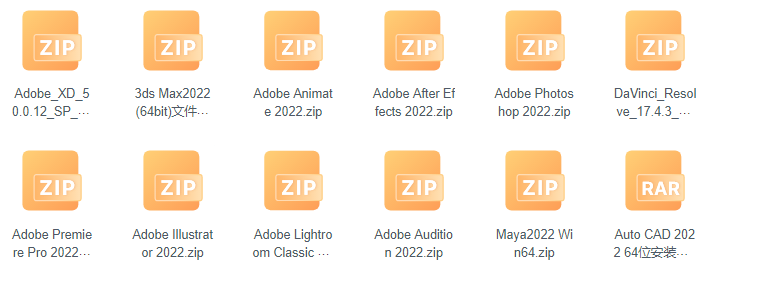 ZIP ZIP ZIP ZIP ZIP ZIP
Adobe_XD_5 3ds Max2022 Adobe Animat Adobe After Ef Adobe Photos DaVinci_Resol
0.0.12_SP_... (64bit)文件... e 2022.zip fects 2022.zip hop 2022.zip ve_17.4.3_...
ZIP ZIP ZIP ZIP ZIP RAR
Adobe Premie Adobe Illustrat Adobe Lightro Adobe Auditio Maya2022 Wi Auto CAD 202
re Pro 2022... or 2022.zip om Classic ... n 2022.zip n64.zip 2 64位安装...